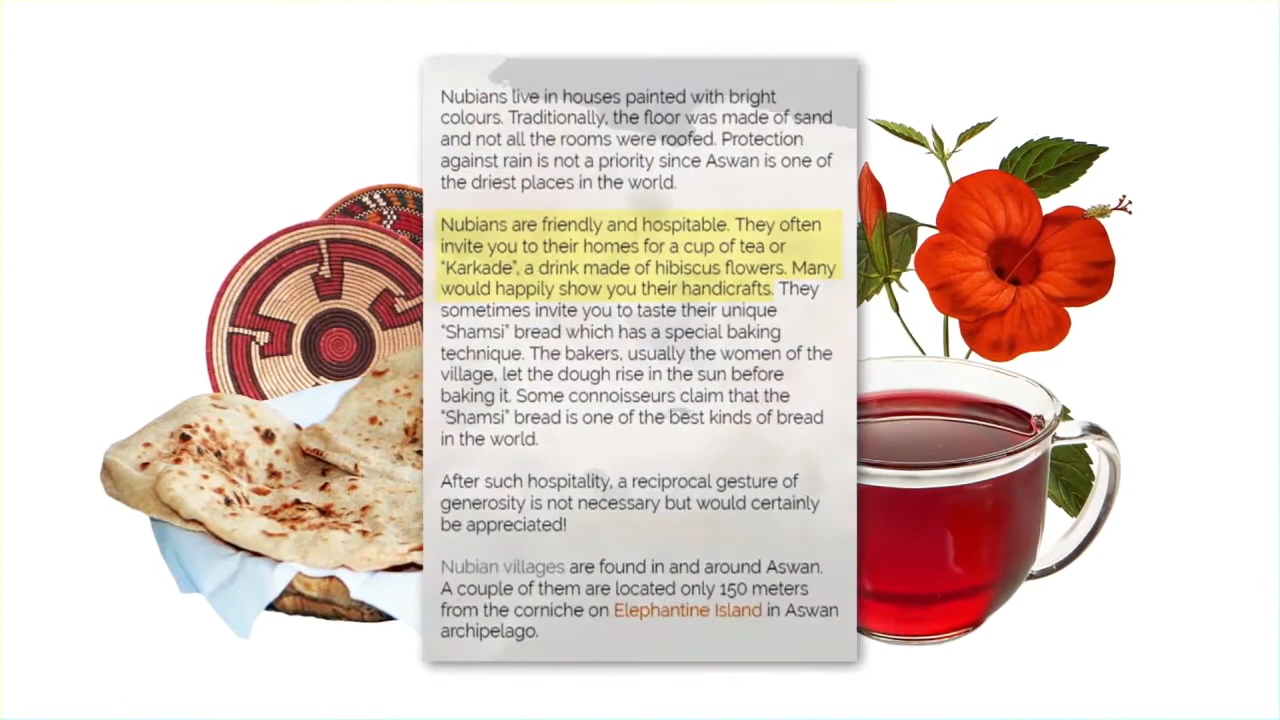 Nubians live in houses painted with bright
colours. Traditionally, the floor was made of sand
and not all the rooms were roofed. Protection
against rain is not a priority since Aswan is one of
the driest places in the world.
Nubians are friendly and hospitable. They often
invite you to their homes for a cup of tea or
“Karkade”, a drink made of hibiscus flowers. Many
would happily show you their handicrafts. They
sometimes invite you to taste their unique
“Shamsi” bread which has a special baking
technique. The bakers, usually the women of the
village, let the dough rise in the sun before
baking it. Some connoisseurs claim that the
“Shamsi” bread is one of the best kinds of bread
in the world.
After such hospitality, a reciprocal gesture of
generosity is not necessary but would certainly
be appreciated!
Nubian villages are found in and around Aswan.
A couple of them are located only 150 meters
from the corniche on Elephantine Island in Aswan
archipelago.